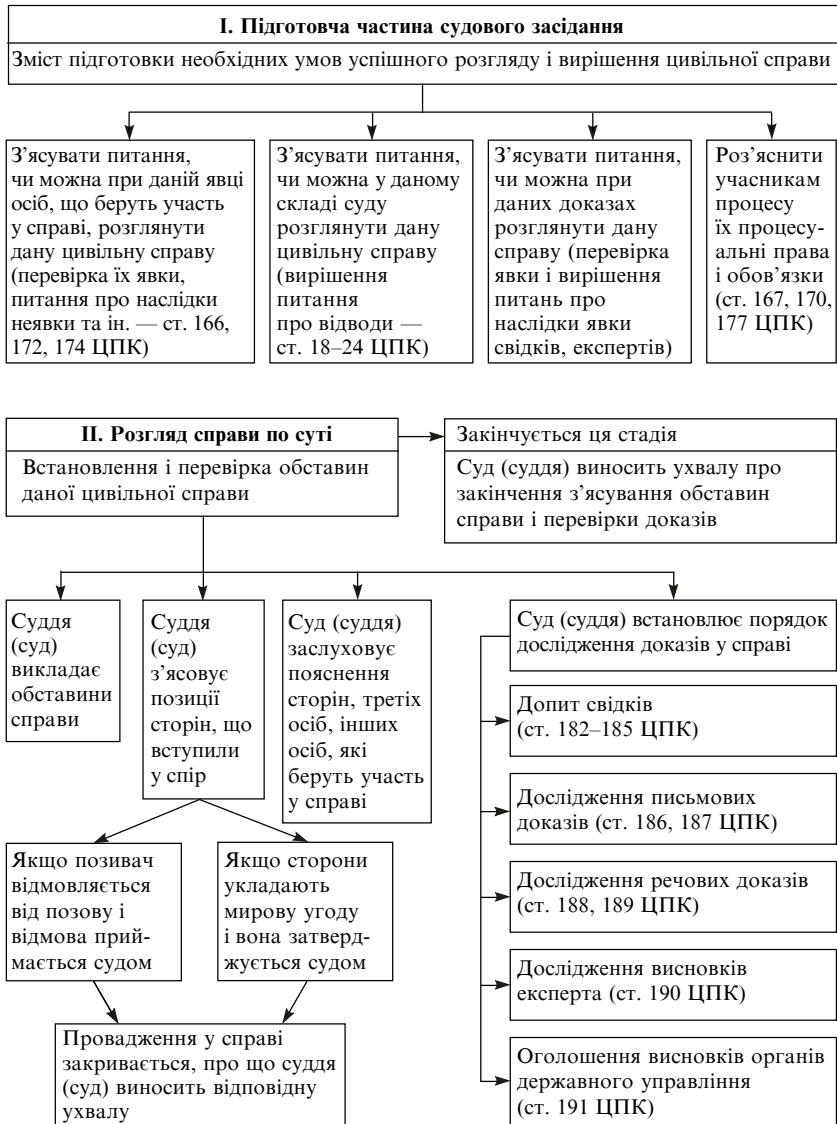 І. Підготовча частина судового засідання
Зміст підготовки необхідних умов успішного розгляду і вирішення цивільної справи
З'ясувати питання,
чи можна при даній явці
осіб, що беруть участь
у справі, розглянути
дану цивільну справу
(перевірка їх явки,
питання про наслідки
неявки та ін. — ст. 166,
172, 174 ЦПК)
З'ясувати питання,
чи можна у даному
складі суду
розглянути дану
цивільну справу
(вирішення
питання
про відводи —
ст. 18–24 ЦПК)
З'ясувати питання,
чи можна при
даних доказах
розглянути дану
справу (перевірка
явки і вирішення
питань про
наслідки явки
свідків, експертів)
Роз'яснити
учасникам
процесу
їх процесу-
альні права
і обов'язки
(ст. 167, 170,
177 ЦПК)
ІІ. Розгляд справи по суті
Встановлення і перевірка обставин
даної цивільної справи
Закінчується ця стадія
Суд (суддя) виносить ухвалу про
закінчення з'ясування обставин
справи і перевірки доказів
Суддя
(суд)
викладає
обставини
справи
Суддя
(суд)
з'ясовує
позиції
сторін, що
вступили
у спір
Суд (суддя)
заслуховує
пояснення
сторін, третіх
осіб, інших
осіб, які
беруть участь
у справі
Суд (суддя) встановлює порядок
дослідження доказів у справі
Допит свідків
(ст. 182–185 ЦПК)
Дослідження письмових
доказів (ст. 186, 187 ЦПК)
Дослідження речових доказів
(ст. 188, 189 ЦПК)
Дослідження висновків
експерта (ст. 190 ЦПК)
Оголошення висновків органів
державного управління
(ст. 191 ЦПК)
Якщо позивач
відмовляється
від позову і
відмова прий-
мається судом
Якщо сторони
укладають
мирову угоду
і вона затверд-
жується судом
Провадження у справі
закривається, про що суддя
(суд) виносить відповідну
ухвалу